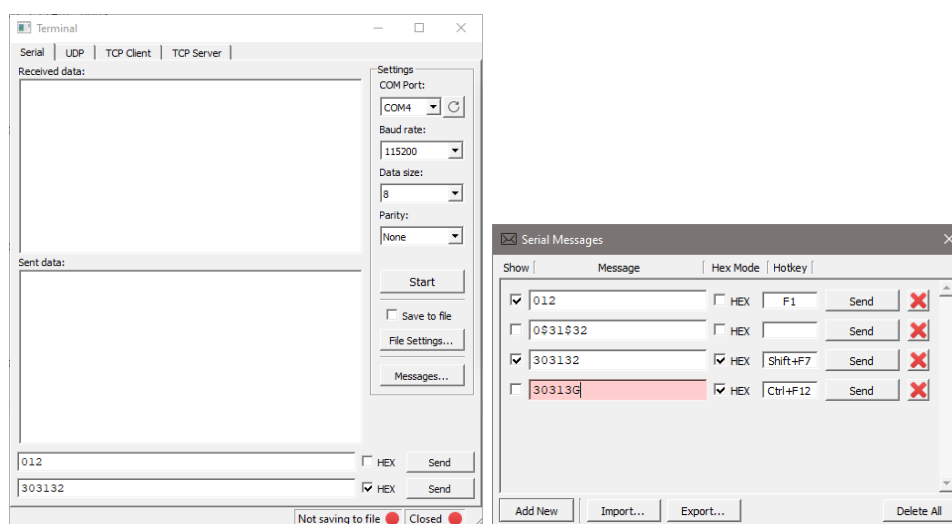 Terminal
Serial UDP TCP Client TCP Server
Received data:
Settings
COM Port:
COM4
Baud rate:
115200
Data size:
8
Parity:
None
Sent data:
Start
Save to file
File Settings...
Messages...
012 HEX Send
303132 HEX Send
Not saving to file Closed
Serial Messages
Show Message Hex Mode Hotkey
012 HEX F1 Send
0$31$32 HEX Send
303132 HEX Shift+F7 Send
30313G HEX Ctrl+F12 Send
Add New Import... Export... Delete All